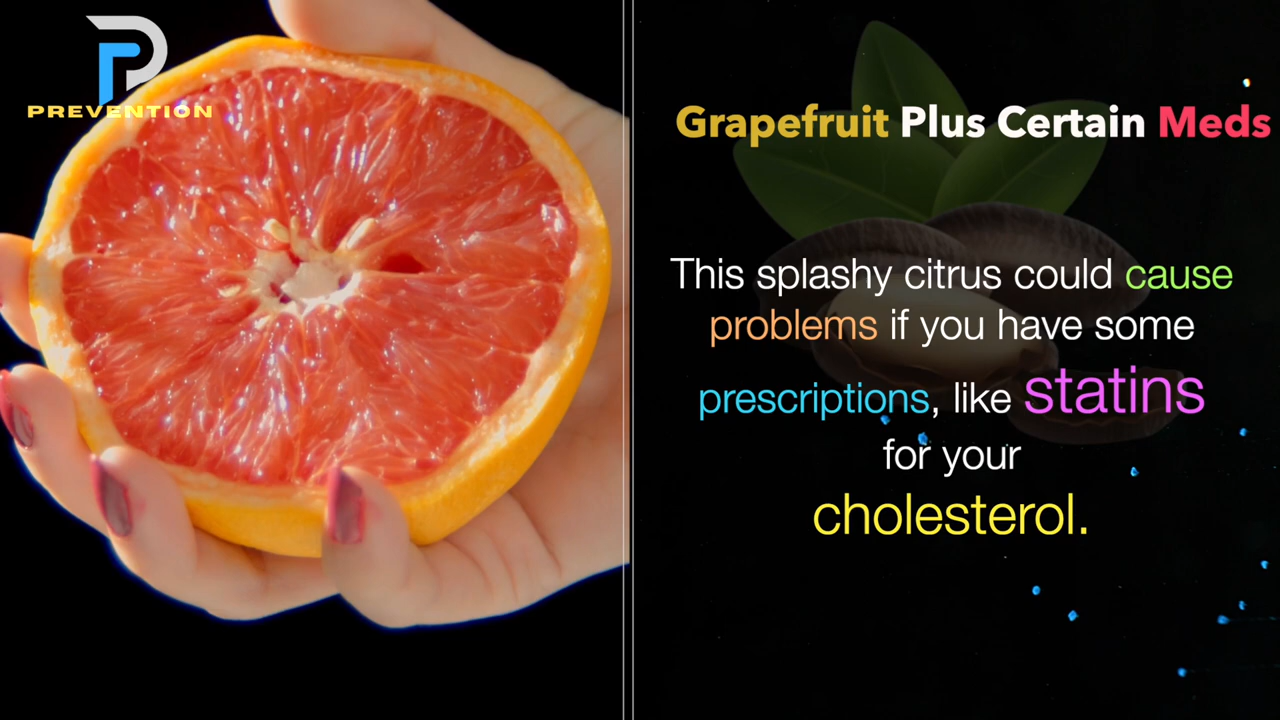 PREVENTION
Grapefruit Plus Certain Meds
This splashy citrus could cause
problems if you have some
prescriptions, like statins
for your
cholesterol.